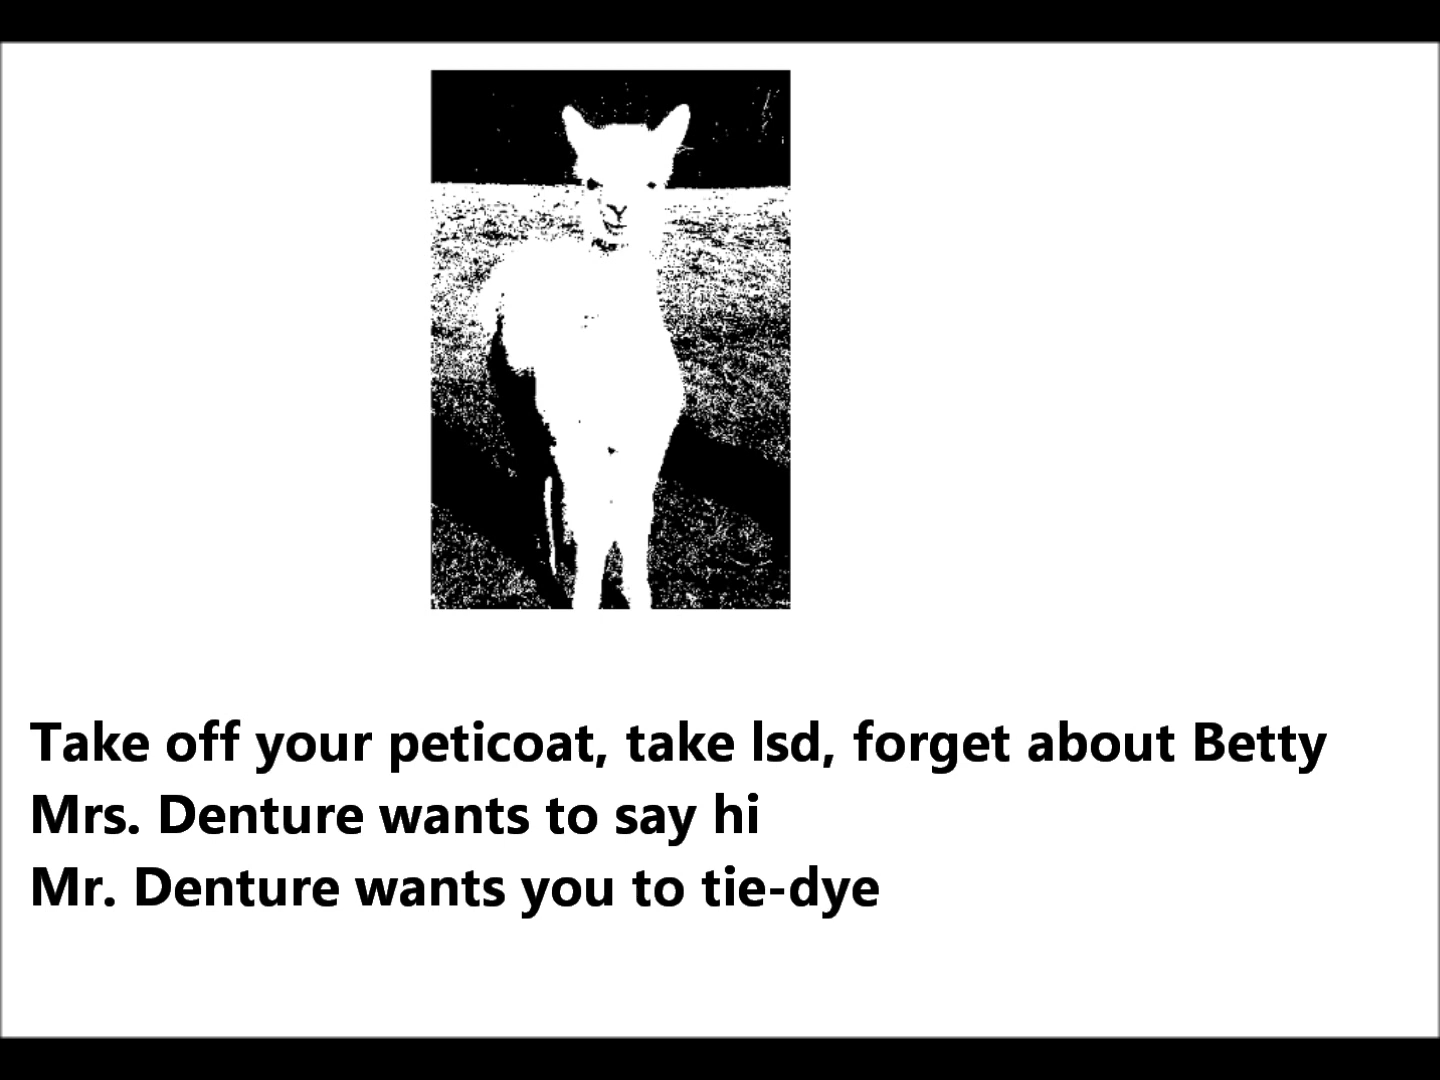 Take off your peticoat, take lsd, forget about Betty
Mrs. Denture wants to say hi
Mr. Denture wants you to tie-dye